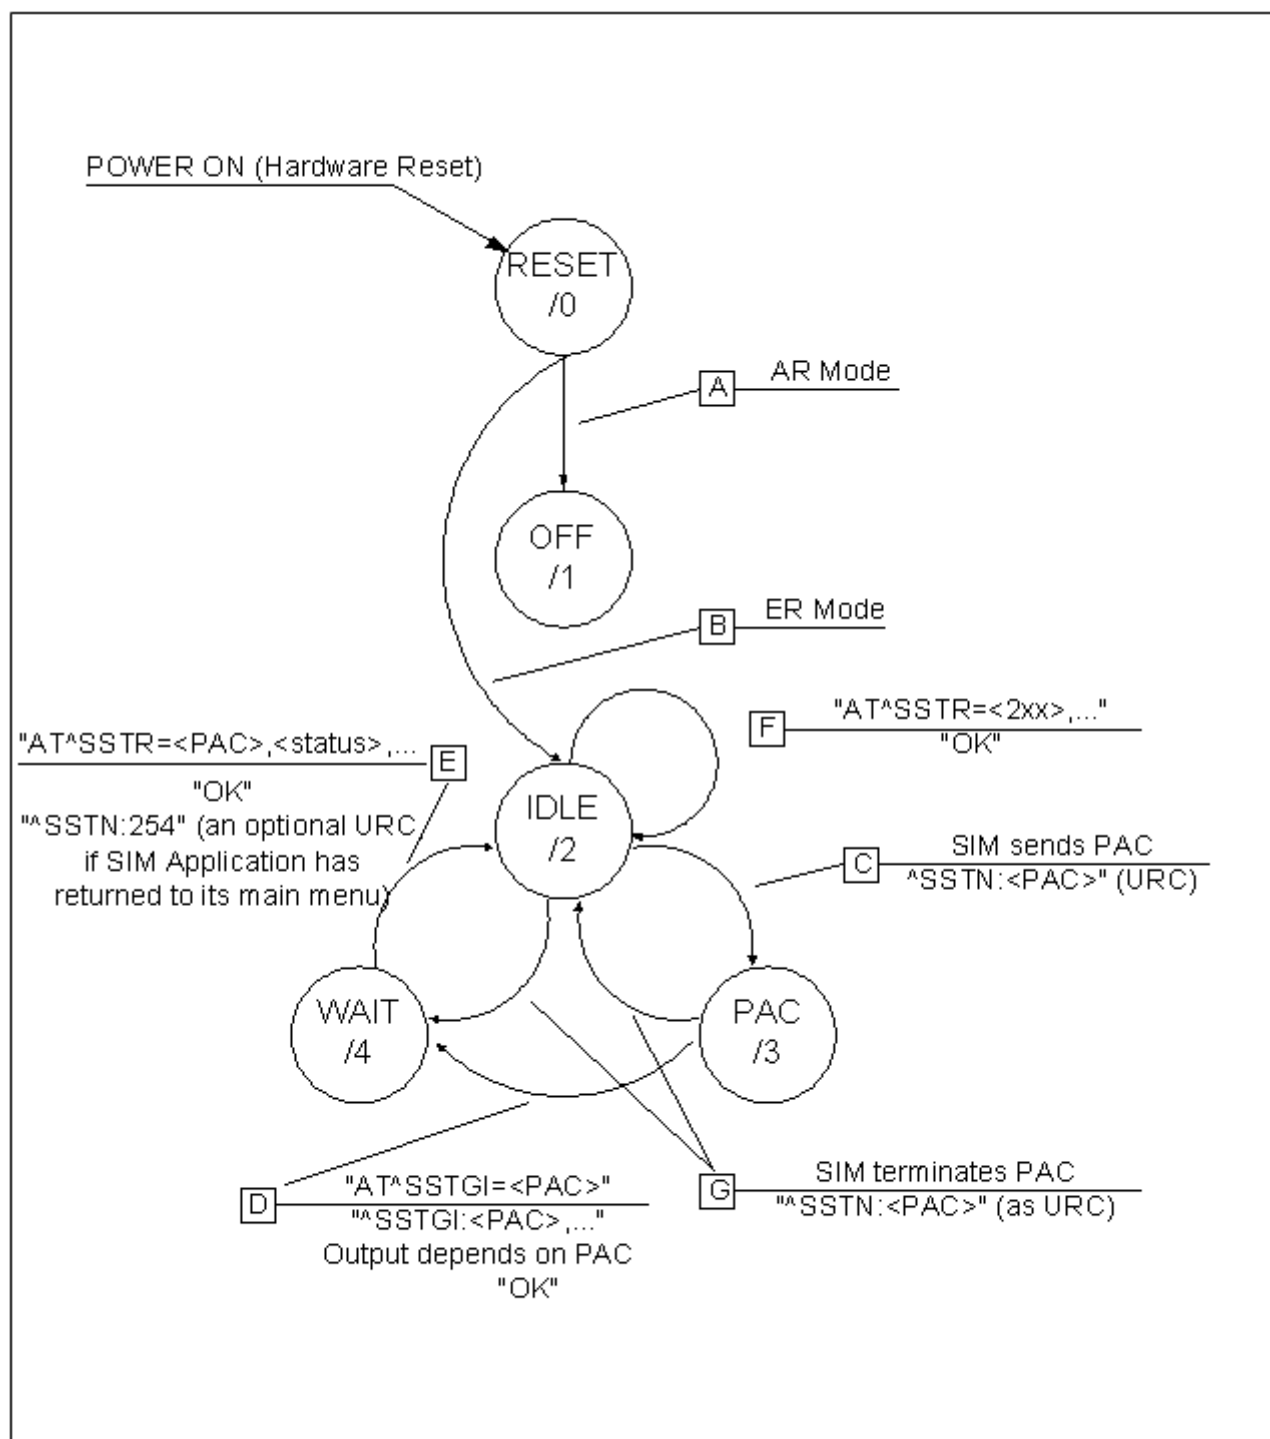 POWER ON (Hardware Reset)
RESET
/0
A
AR Mode
OFF
/1
B
ER Mode
F
"AT^SSTR=<2xx>,..."
"OK"
"AT^SSTR=<PAC>,<status>,...
E
"OK"
"^SSTN:254" (an optional URC
if SIM Application has
returned to its main menu)
IDLE
/2
C
SIM sends PAC
^SSTN:<PAC>" (URC)
WAIT
/4
PAC
/3
D
"AT^SSTGI=<PAC>"
"^SSTGI:<PAC>,..."
Output depends on PAC
"OK"
G
SIM terminates PAC
"^SSTN:<PAC>" (as URC)